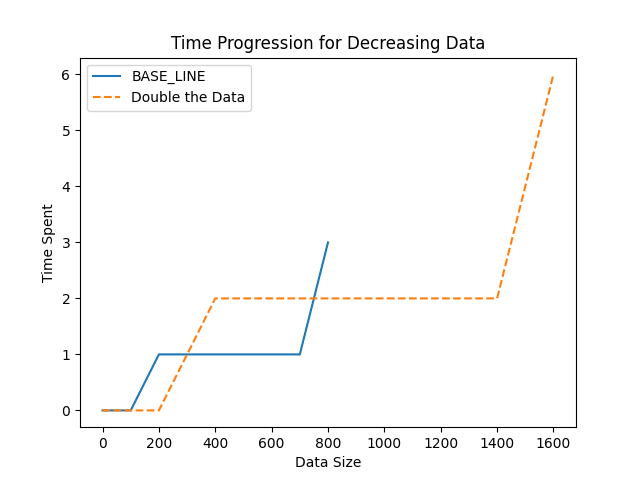 Time Progression for Decreasing Data
BASE_LINE
Double the Data
Time Spent
6
5
4
3
2
1
0
0 200 400 600 800 1000 1200 1400 1600
Data Size